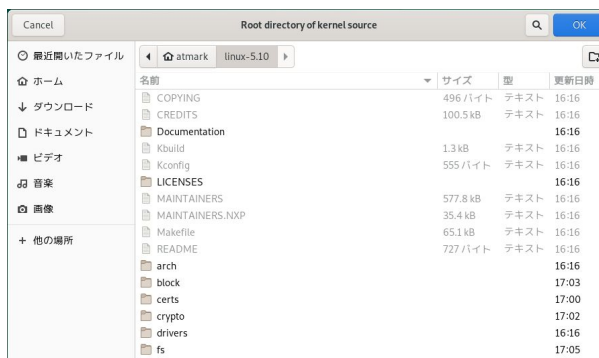 Cancel Root directory of kernel source OK
最近開いたファイル atmark linux-5.10
ホーム 名前 サイズ 型 更新日時
COPYING 496 バイト テキスト 16:16
ダウンロード CREDITS 100.5 kB テキスト 16:16
ドキュメント Documentation 16:16
Kbuild 1.3 kB テキスト 16:16
ビデオ Kconfig 555 バイト テキスト 16:16
音楽 LICENSES 16:16
MAINTAINERS 577.8 kB テキスト 16:16
画像 MAINTAINERS.NXP 35.4 kB テキスト 16:16
Makefile 65.1 kB テキスト 16:16
+ 他の場所 README 727 バイト テキスト 16:16
arch 16:16
block 17:03
certs 17:00
crypto 17:02
drivers 16:16
fs 17:05